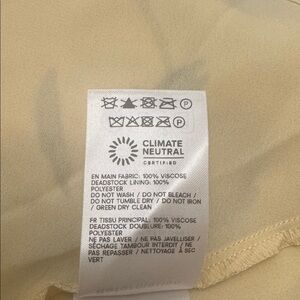 P
P
CLIMATE
NEUTRAL
CERTIFIED
EN MAIN FABRIC: 100% VISCOSE
DEADSTOCK LINING: 100%
POLYESTER
DO NOT WASH / DO NOT BLEACH /
DO NOT TUMBLE DRY / DO NOT IRON
/ GREEN DRY CLEAN
FR TISSU PRINCIPAL: 100% VISCOSE
DEADSTOCK DOUBLURE: 100%
POLYESTER
NE PAS LAVER / NE PAS JAVELLISER /
SÉCHAGE TAMBOUR INTERDIT / NE
PAS REPASSER / NETTOYAGE À SEC
VERT